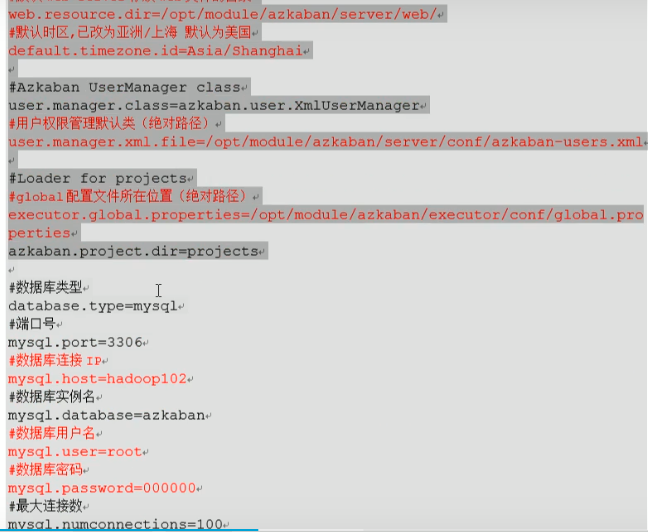 web.resource.dir=/opt/module/azkaban/server/web/
#默认时区,已改为亚洲/上海 默认为美国
default.timezone.id=Asia/Shanghai
#Azkaban UserManager class
user.manager.class=azkaban.user.XmlUserManager
#用户权限管理默认类（绝对路径）
user.manager.xml.file=/opt/module/azkaban/server/conf/azkaban-users.xml
#Loader for projects
#global配置文件所在位置（绝对路径）
executor.global.properties=/opt/module/azkaban/executor/conf/global.pro
perties
azkaban.project.dir=projects
#数据库类型
database.type=mysql
#端口号
mysql.port=3306
#数据库连接 IP
mysql.host=hadoop102
#数据库实例名
mysql.database=azkaban
#数据库用户名
mysql.user=root
#数据库密码
mysql.password=000000
#最大连接数
mysql.numconnections=100